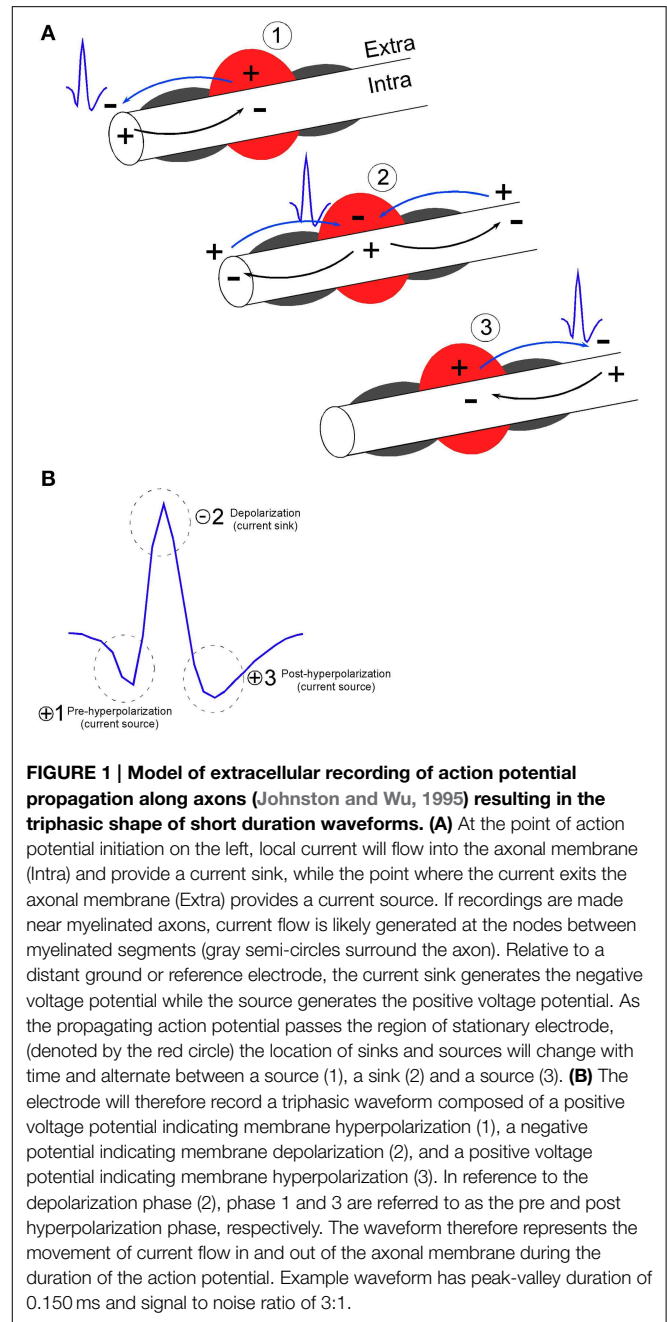 A
1
Extra
Intra
+
-
-
+
2
-
+
+
-
+
-
3
+
-
-
+
B
⊖2 Depolarization
(current sink)
⊕3 Post-hyperpolarization
(current source)
⊕1 Pre-hyperpolarization
(current source)
FIGURE 1 | Model of extracellular recording of action potential
propagation along axons (Johnston and Wu, 1995) resulting in the
triphasic shape of short duration waveforms. (A) At the point of action
potential initiation on the left, local current will flow into the axonal membrane
(Intra) and provide a current sink, while the point where the current exits the
axonal membrane (Extra) provides a current source. If recordings are made
near myelinated axons, current flow is likely generated at the nodes between
myelinated segments (gray semi-circles surround the axon). Relative to a
distant ground or reference electrode, the current sink generates the negative
voltage potential while the source generates the positive voltage potential. As
the propagating action potential passes the region of stationary electrode,
(denoted by the red circle) the location of sinks and sources will change with
time and alternate between a source (1), a sink (2) and a source (3). (B) The
electrode will therefore record a triphasic waveform composed of a positive
voltage potential indicating membrane hyperpolarization (1), a negative
potential indicating membrane depolarization (2), and a positive voltage
potential indicating membrane hyperpolarization (3). In reference to the
depolarization phase (2), phase 1 and 3 are referred to as the pre and post
hyperpolarization phase, respectively. The waveform therefore represents the
movement of current flow in and out of the axonal membrane during the
duration of the action potential. Example waveform has peak-valley duration of
0.150 ms and signal to noise ratio of 3:1.